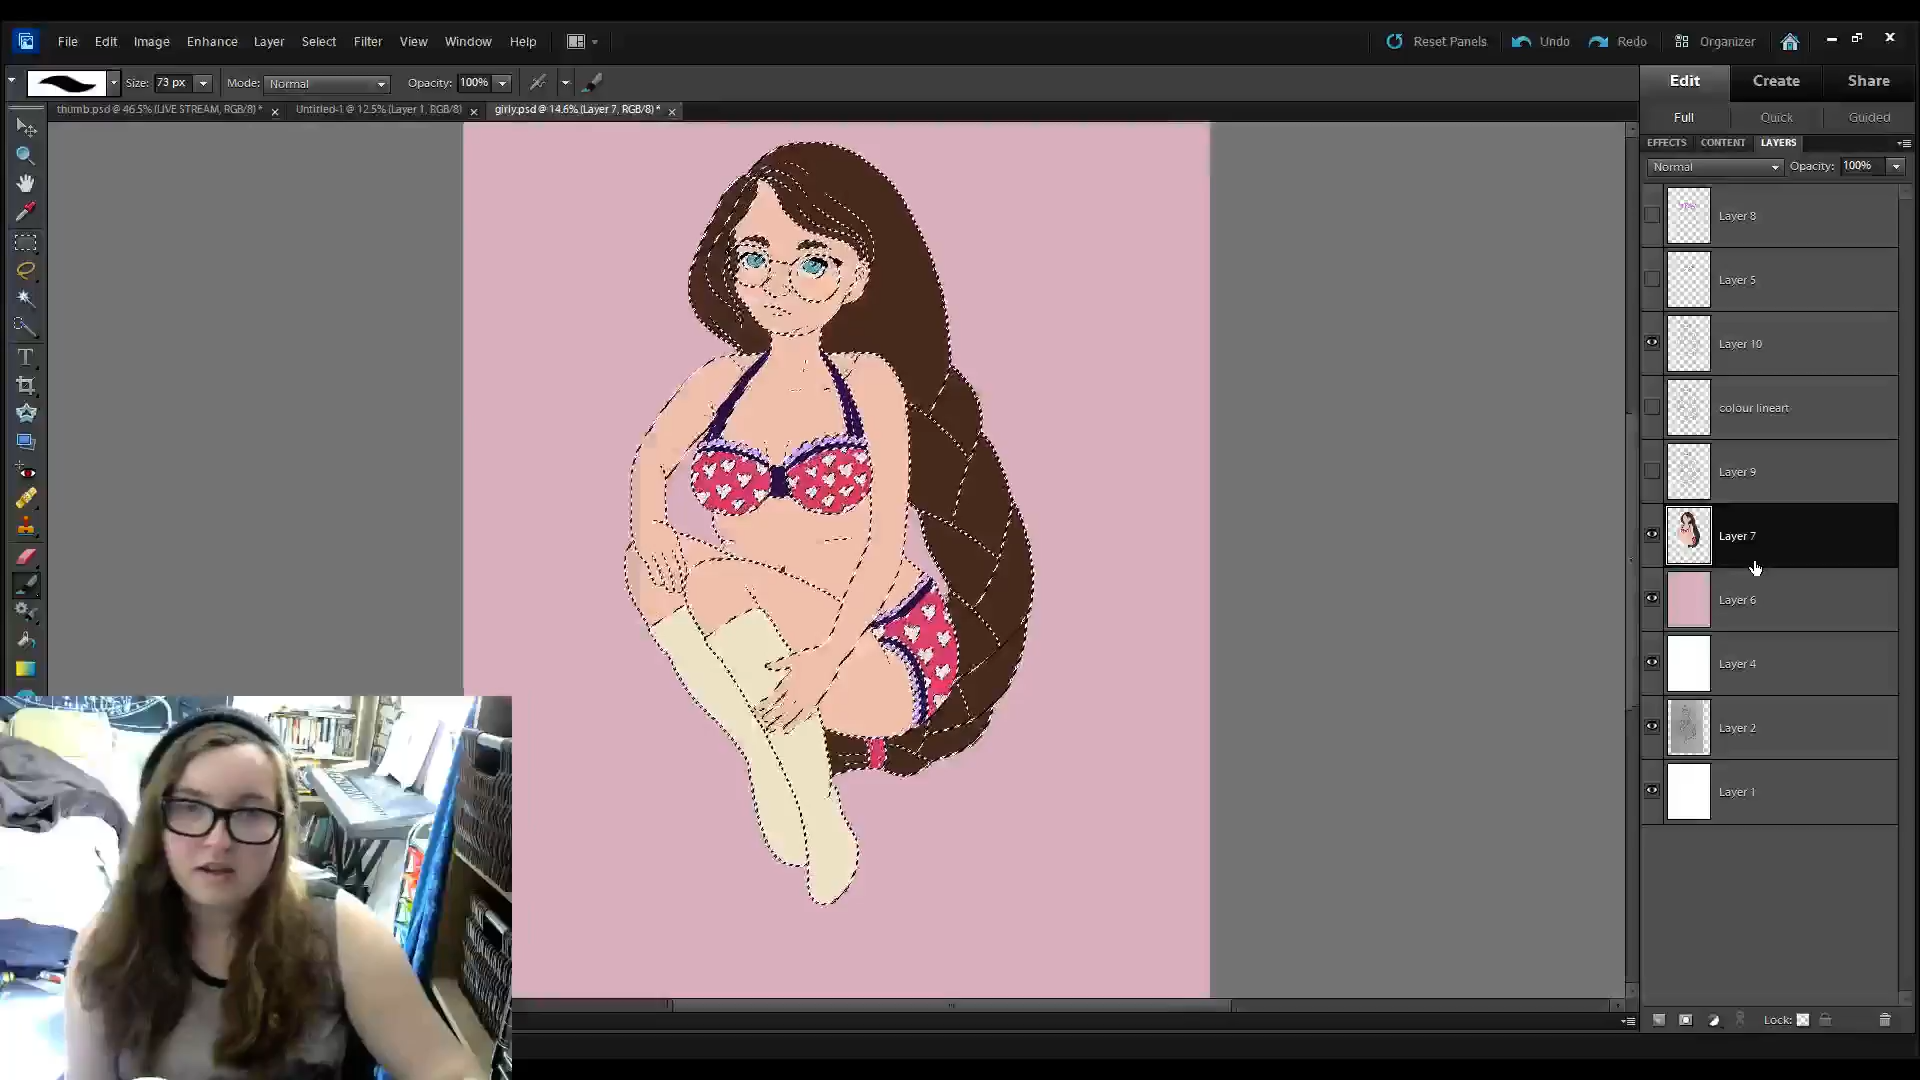 File Edit Image Enhance Layer Select Filter View Window Help
Reset Panels Undo Redo Organizer
Size: 73 px Mode: Normal Opacity: 100%
Edit Create Share
thumb.psd @ 46.5% (LIVE STREAM, RGB/8) * Untitled-1 @ 12.5% (Layer 1, RGB/8) girly.psd @ 14.6% (Layer 7, RGB/8) *
Full Quick Guided
EFFECTS CONTENT LAYERS
Normal Opacity: 100%
Layer 8
Layer 5
Layer 10
colour lineart
Layer 9
Layer 7
Layer 6
Layer 4
Layer 2
Layer 1
Lock: